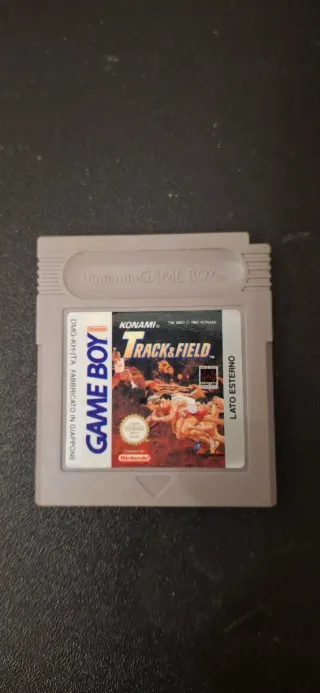 Nintendo GAME BOY
KONAMI
TRACK & FIELD
GAME BOY
DMG-KH-ITA FABBRICATO IN GIAPPONE
LATO ESTERNO
Nintendo